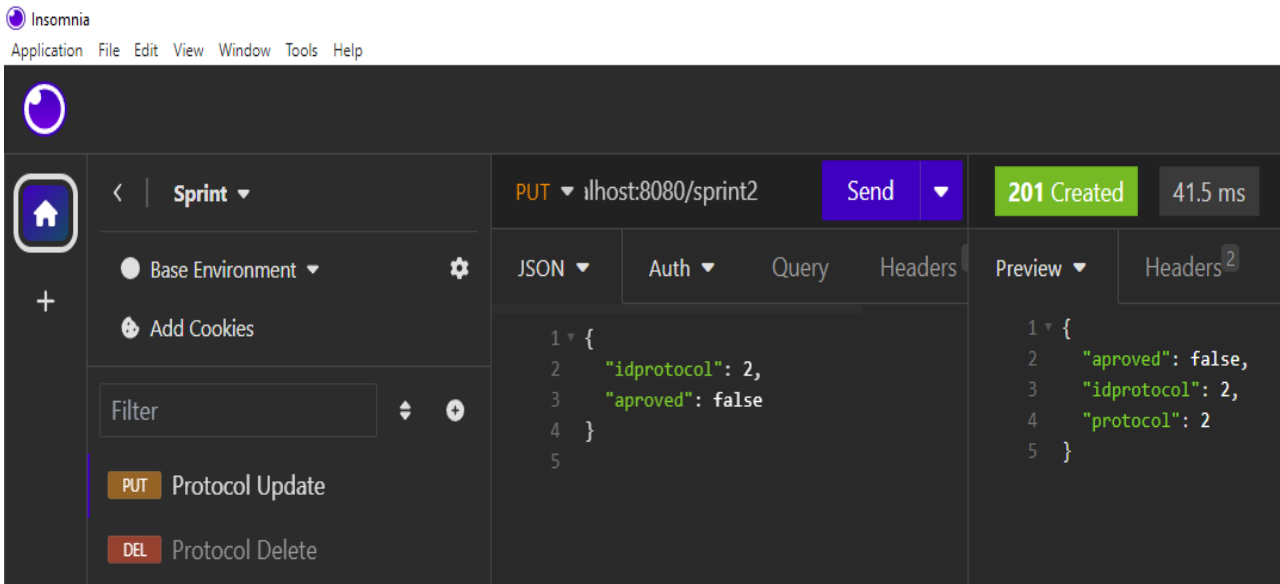 Insomnia
Application File Edit View Window Tools Help
Sprint
Base Environment
Add Cookies
Filter
PUT Protocol Update
DEL Protocol Delete
PUT lhost:8080/sprint2 Send
JSON Auth Query Headers
1 {
2 "idprotocol": 2,
3 "aproved": false
4 }
5
201 Created 41.5 ms
Preview Headers 2
1 {
2 "aproved": false,
3 "idprotocol": 2,
4 "protocol": 2
5 }